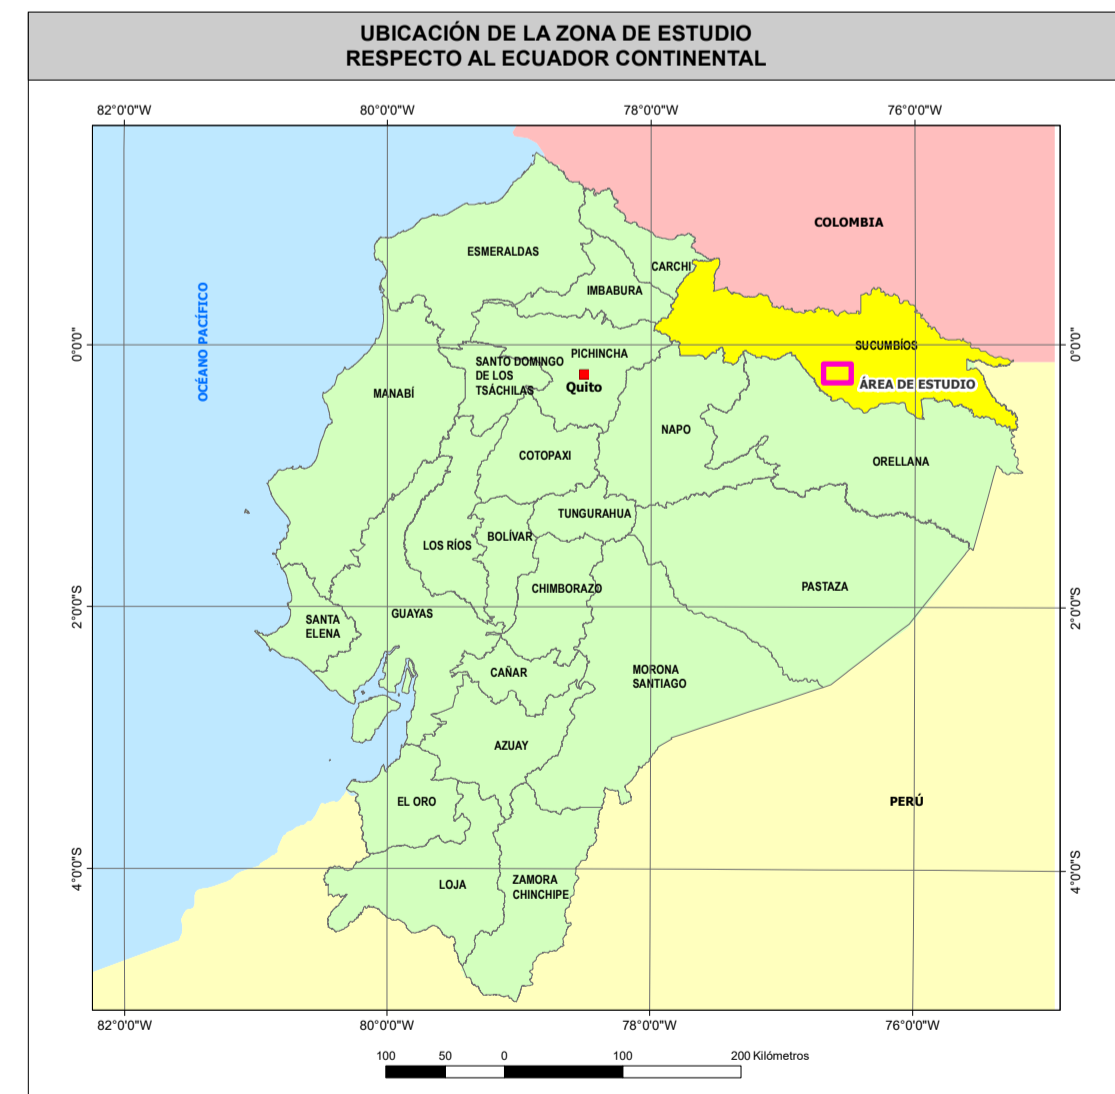 UBICACIÓN DE LA ZONA DE ESTUDIO
RESPECTO AL ECUADOR CONTINENTAL
82°0'0"W
80°0'0"W
78°0'0"W
76°0'0"W
COLOMBIA
ESMERALDAS
CARCHI
IMBABURA
OCÉANO PACÍFICO
0°0'0"
0°0'0"
SUCUMBÍOS
PICHINCHA
SANTO DOMINGO
DE LOS
TSÁCHILAS
Quito
ÁREA DE ESTUDIO
MANABÍ
NAPO
COTOPAXI
ORELLANA
TUNGURAHUA
BOLÍVAR
LOS RÍOS
CHIMBORAZO
PASTAZA
2°0'0"S
2°0'0"S
GUAYAS
SANTA
ELENA
CAÑAR
MORONA
SANTIAGO
AZUAY
EL ORO
PERÚ
4°0'0"S
4°0'0"S
LOJA
ZAMORA
CHINCHIPE
82°0'0"W
80°0'0"W
78°0'0"W
76°0'0"W
100 50 0 100 200 Kilómetros